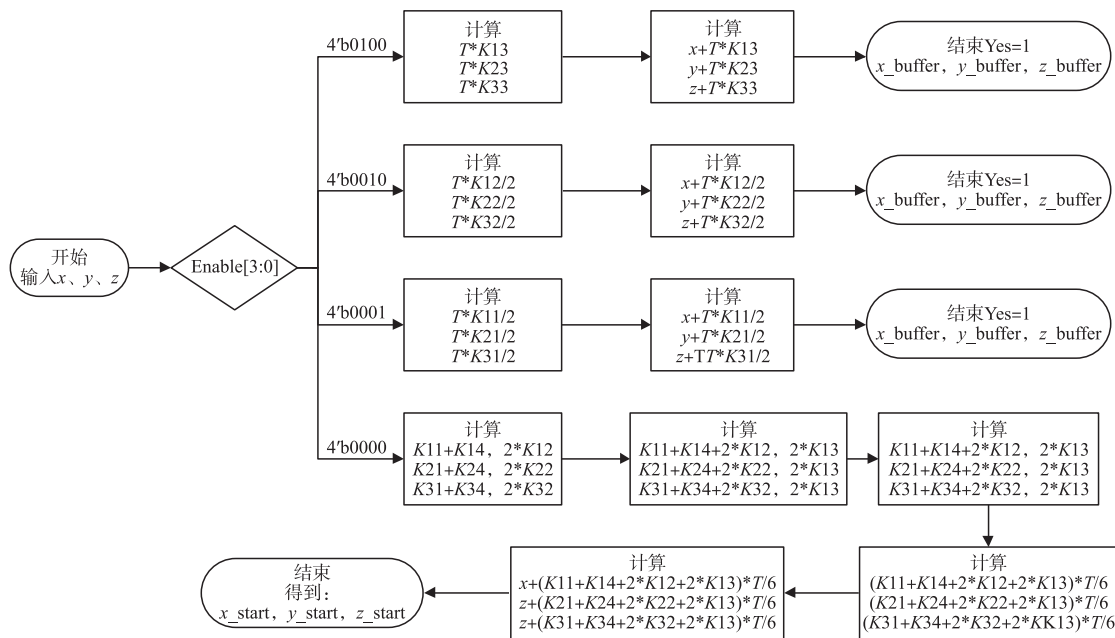 开始
输入x、y、z
Enable[3:0]
4'b0100
计算
T*K13
T*K23
T*K33
计算
x+T*K13
y+T*K23
z+T*K33
结束Yes=1
x_buffer, y_buffer, z_buffer
4'b0010
计算
T*K12/2
T*K22/2
T*K32/2
计算
x+T*K12/2
y+T*K22/2
z+T*K32/2
结束Yes=1
x_buffer, y_buffer, z_buffer
4'b0001
计算
T*K11/2
T*K21/2
T*K31/2
计算
x+T*K11/2
y+T*K21/2
z+TT*K31/2
结束Yes=1
x_buffer, y_buffer, z_buffer
4'b0000
计算
K11+K14, 2*K12
K21+K24, 2*K22
K31+K34, 2*K32
计算
K11+K14+2*K12, 2*K13
K21+K24+2*K22, 2*K13
K31+K34+2*K32, 2*K13
计算
K11+K14+2*K12, 2*K13
K21+K24+2*K22, 2*K13
K31+K34+2*K32, 2*K13
计算
(K11+K14+2*K12+2*K13)*T/6
(K21+K24+2*K22+2*K13)*T/6
(K31+K34+2*K32+2*KK13)*T/6
计算
x+(K11+K14+2*K12+2*K13)*T/6
z+(K21+K24+2*K22+2*K13)*T/6
z+(K31+K34+2*K32+2*K13)*T/6
结束
得到：
x_start, y_start, z_start